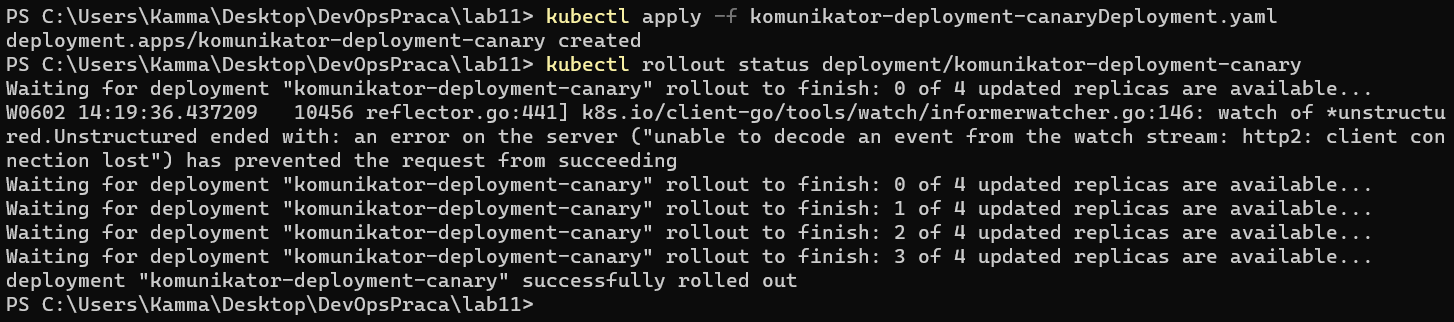 PS C:\Users\Kamma\Desktop\DevOpsPraca\lab11> kubectl apply -f komunikator-deployment-canaryDeployment.yaml
deployment.apps/komunikator-deployment-canary created
PS C:\Users\Kamma\Desktop\DevOpsPraca\lab11> kubectl rollout status deployment/komunikator-deployment-canary
Waiting for deployment "komunikator-deployment-canary" rollout to finish: 0 of 4 updated replicas are available...
W0602 14:19:36.437209   10456 reflector.go:441] k8s.io/client-go/tools/watch/informerwatcher.go:146: watch of *unstructu
red.Unstructured ended with: an error on the server ("unable to decode an event from the watch stream: http2: client con
nection lost") has prevented the request from succeeding
Waiting for deployment "komunikator-deployment-canary" rollout to finish: 0 of 4 updated replicas are available...
Waiting for deployment "komunikator-deployment-canary" rollout to finish: 1 of 4 updated replicas are available...
Waiting for deployment "komunikator-deployment-canary" rollout to finish: 2 of 4 updated replicas are available...
Waiting for deployment "komunikator-deployment-canary" rollout to finish: 3 of 4 updated replicas are available...
deployment "komunikator-deployment-canary" successfully rolled out
PS C:\Users\Kamma\Desktop\DevOpsPraca\lab11>